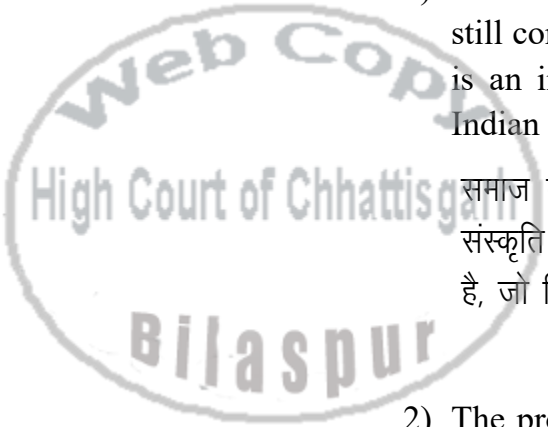 )
still co
is an i
Indian
समाज
संस्कृति
है, जो
2) The pr
Web Copy
High Court of Chhattisgarh
Bilaspur